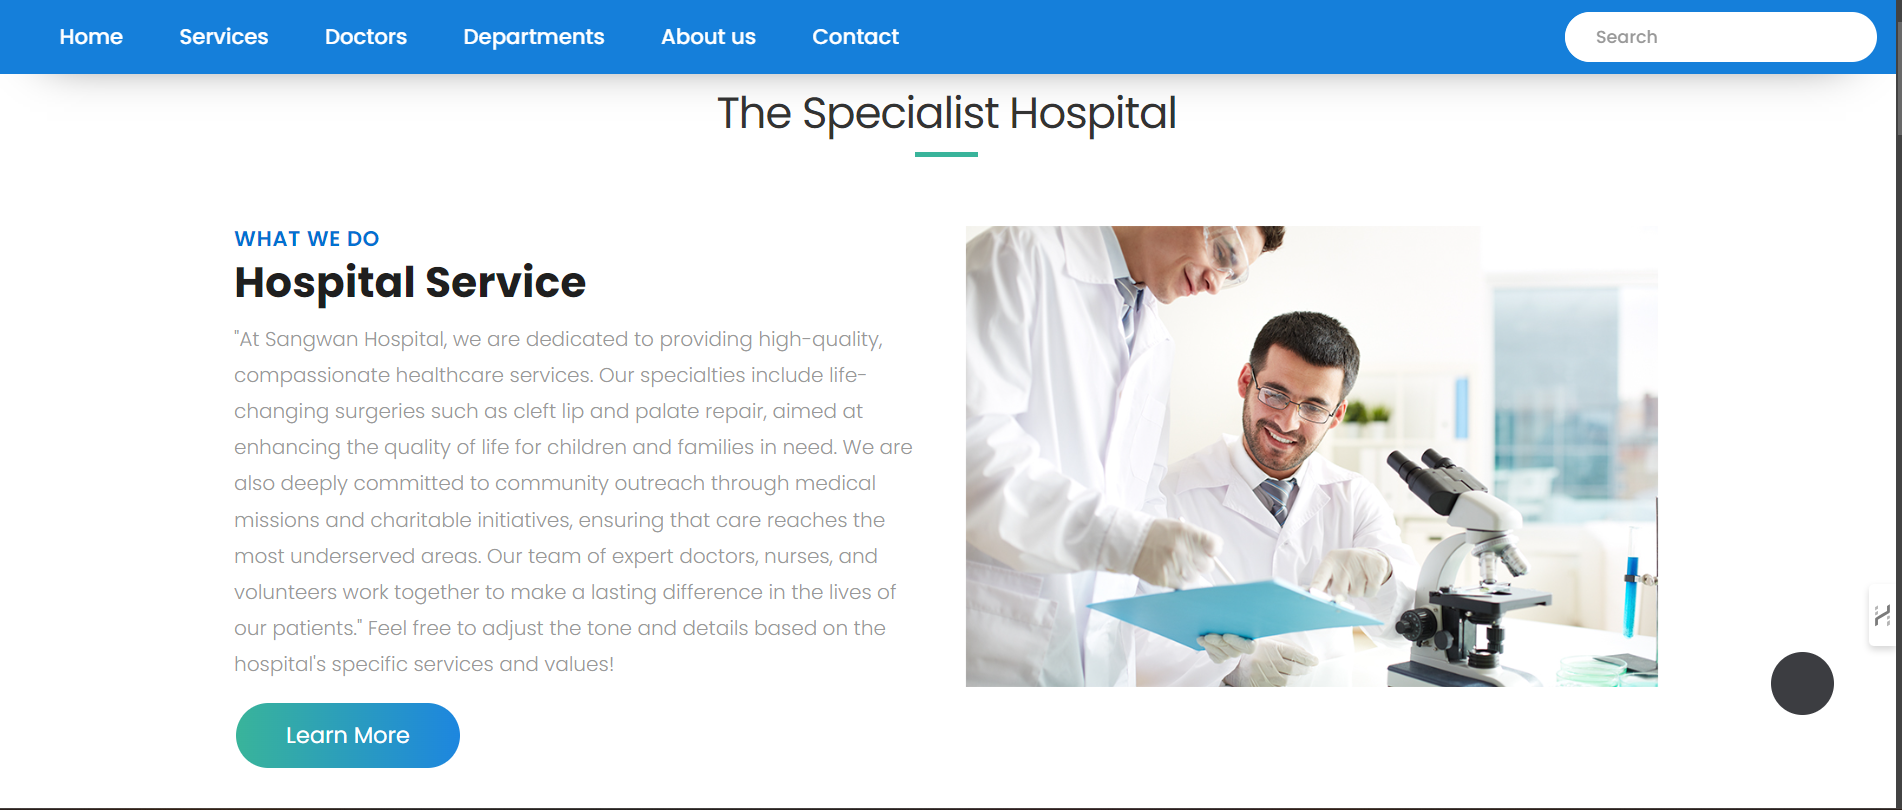 Home Services Doctors Departments About us Contact Search
The Specialist Hospital
WHAT WE DO
Hospital Service
"At Sangwan Hospital, we are dedicated to providing high-quality,
compassionate healthcare services. Our specialties include life-
changing surgeries such as cleft lip and palate repair, aimed at
enhancing the quality of life for children and families in need. We are
also deeply committed to community outreach through medical
missions and charitable initiatives, ensuring that care reaches the
most underserved areas. Our team of expert doctors, nurses, and
volunteers work together to make a lasting difference in the lives of
our patients." Feel free to adjust the tone and details based on the
hospital's specific services and values!
Learn More